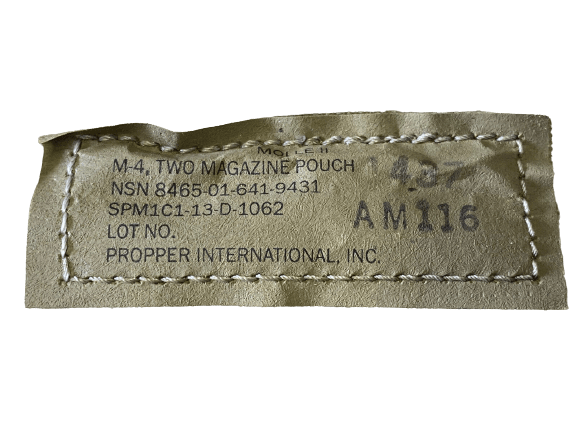 MOLLE II
M-4, TWO MAGAZINE POUCH
NSN 8465-01-641-9431
SPM1C1-13-D-1062
LOT NO.
PROPPER INTERNATIONAL, INC.
AM116